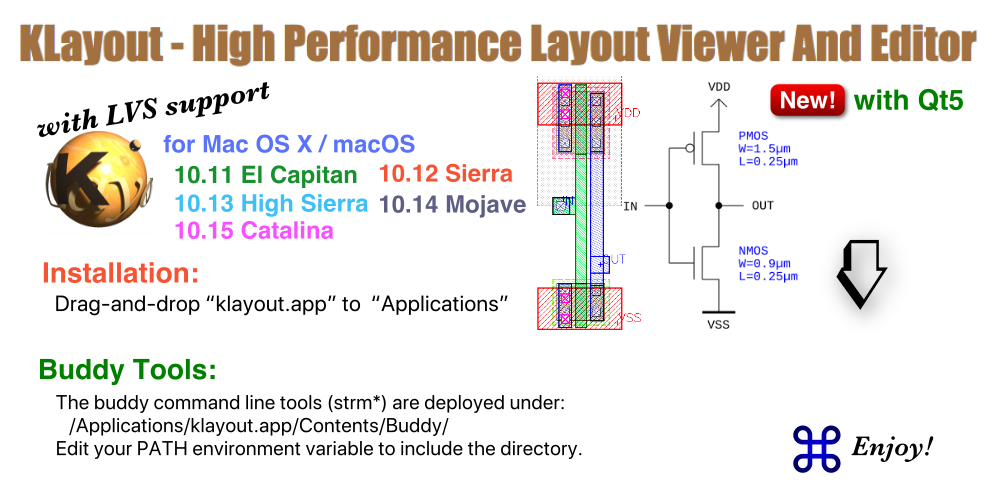 KLayout - High Performance Layout Viewer And Editor
with LVS support
New! with Qt5
for Mac OS X / macOS
10.11 El Capitan 10.12 Sierra
10.13 High Sierra 10.14 Mojave
10.15 Catalina
VDD
IN
UT
VSS
VDD
PMOS
W=1.5µm
L=0.25µm
IN
OUT
NMOS
W=0.9µm
L=0.25µm
VSS
Installation:
Drag-and-drop “klayout.app” to “Applications”
Buddy Tools:
The buddy command line tools (strm*) are deployed under:
/Applications/klayout.app/Contents/Buddy/
Edit your PATH environment variable to include the directory.
Enjoy!